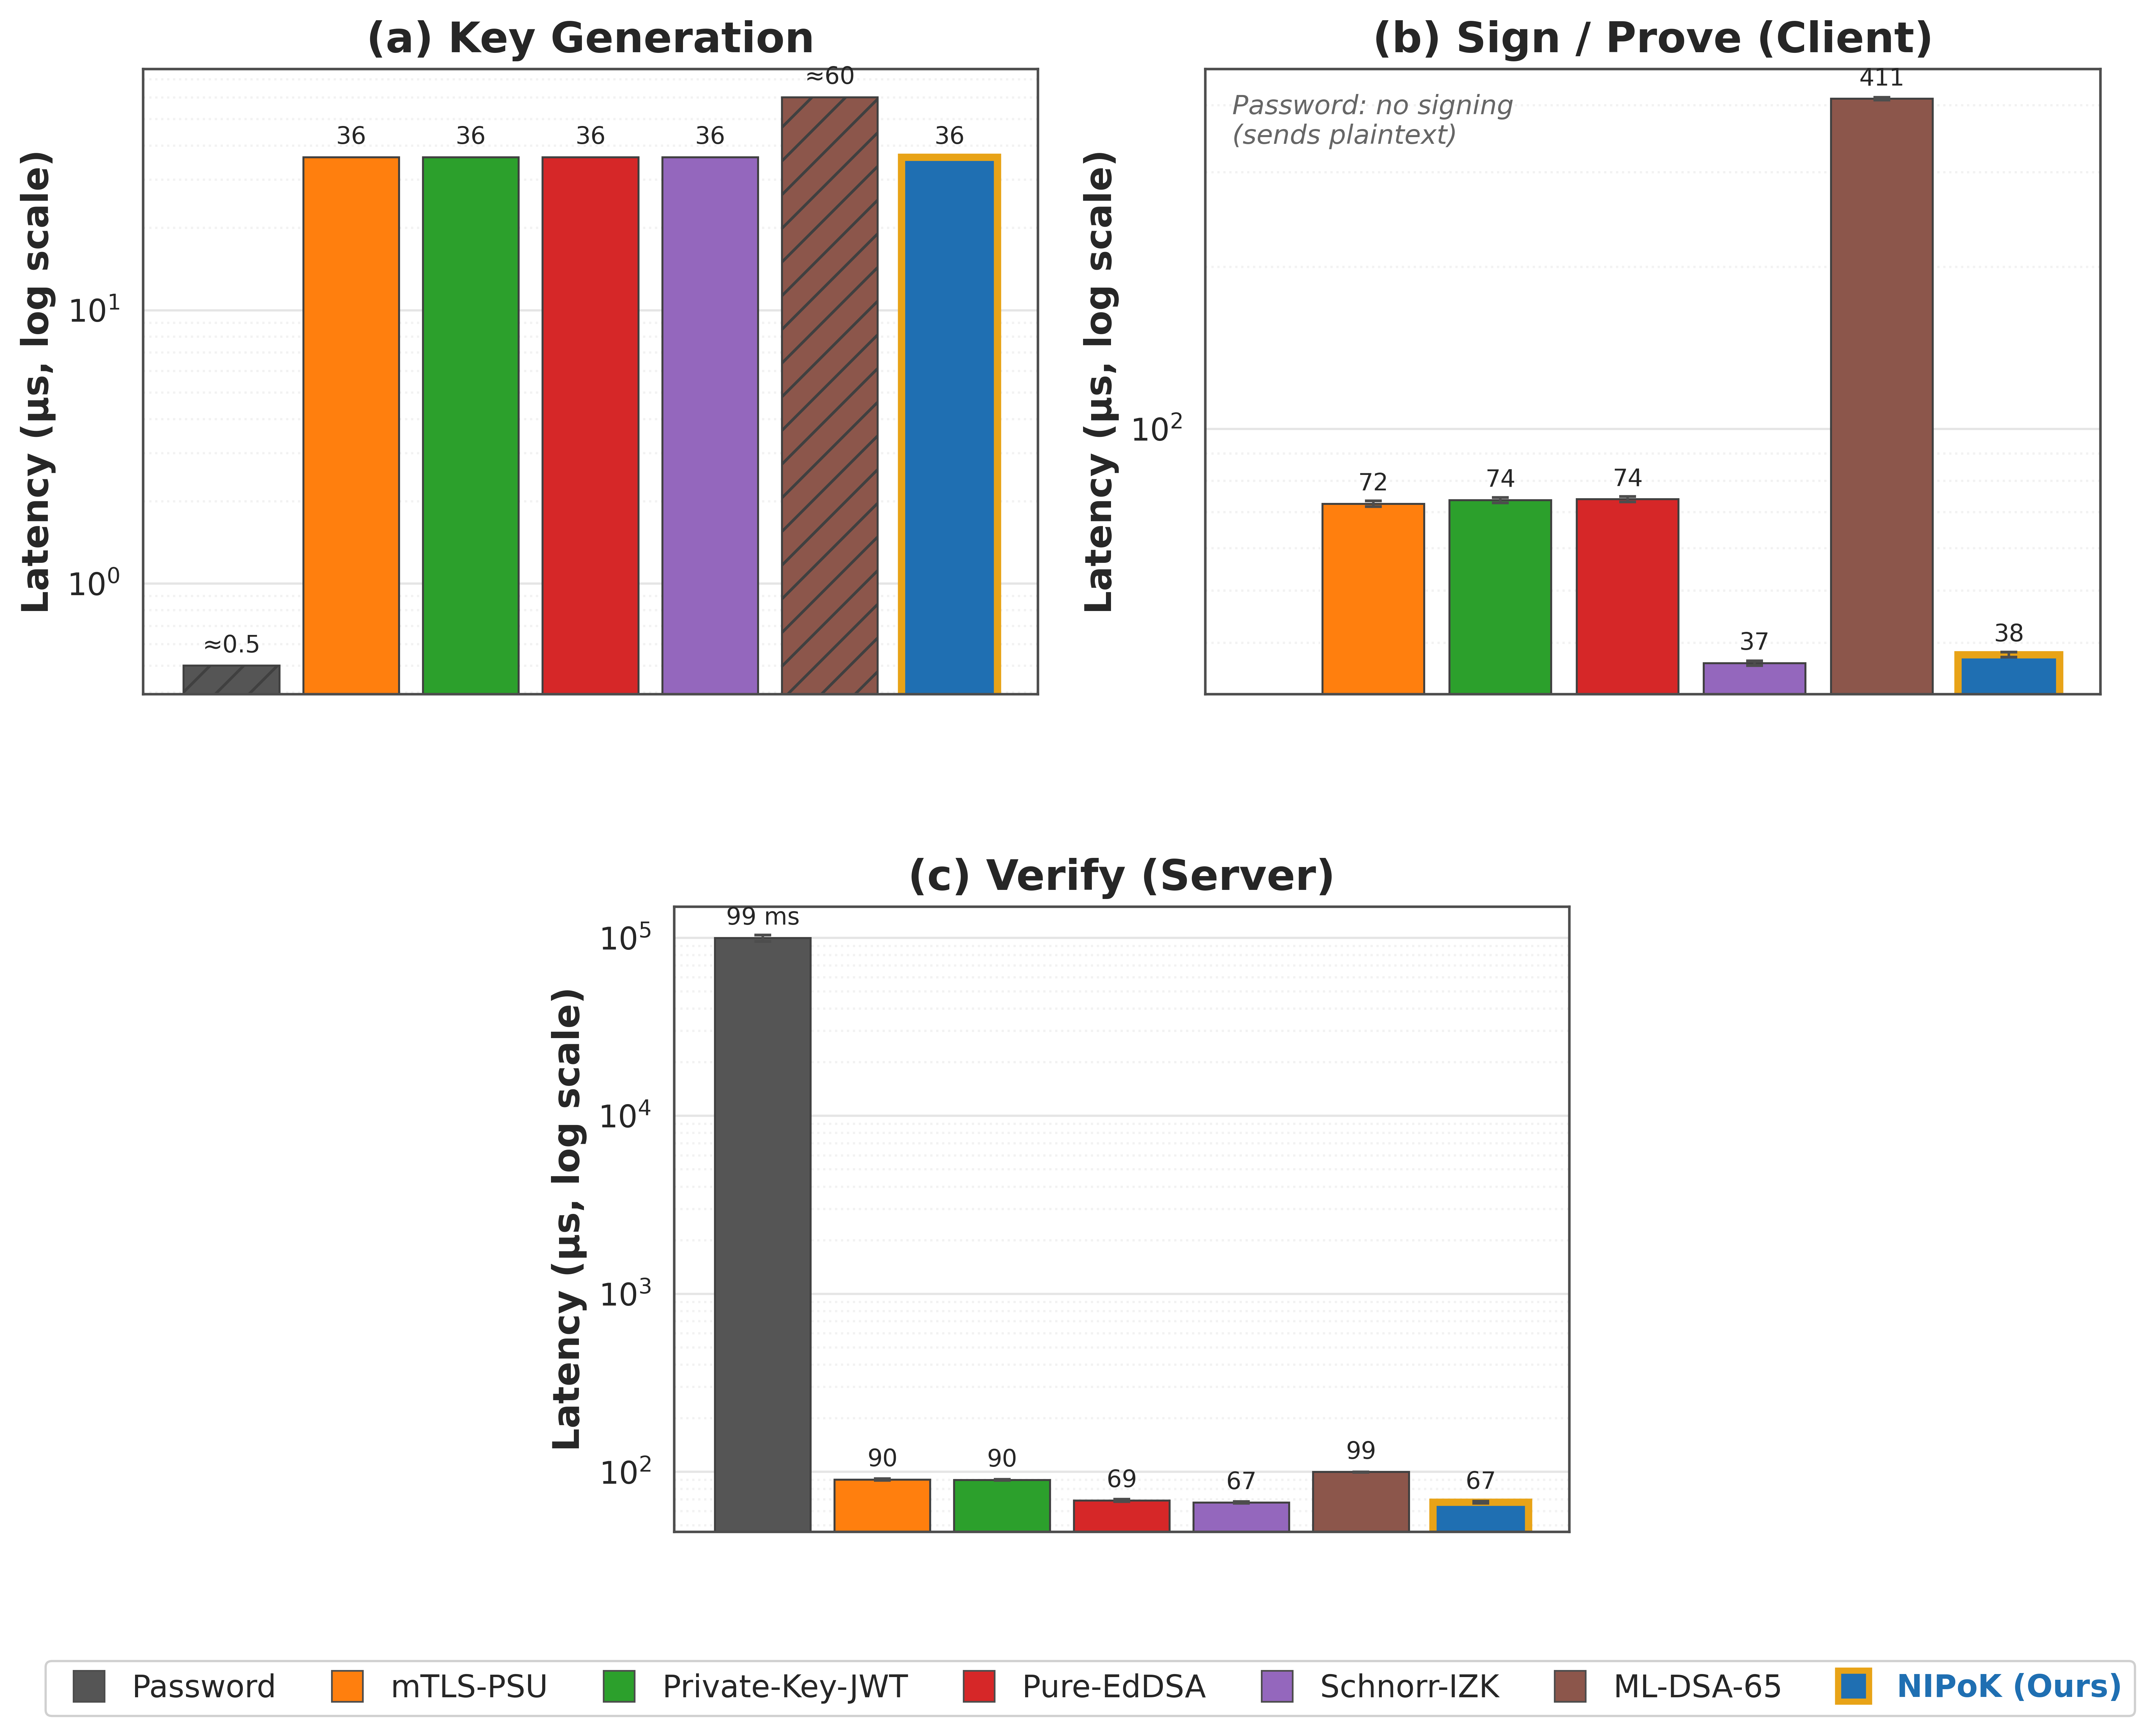 (a) Key Generation
Latency (µs, log scale)
10¹
10⁰
≈0.5
36
36
36
36
≈60
36
(b) Sign / Prove (Client)
Latency (µs, log scale)
10²
Password: no signing
(sends plaintext)
72
74
74
37
411
38
(c) Verify (Server)
Latency (µs, log scale)
10⁵
10⁴
10³
10²
99 ms
90
90
69
67
99
67
Password
mTLS-PSU
Private-Key-JWT
Pure-EdDSA
Schnorr-IZK
ML-DSA-65
NIPoK (Ours)